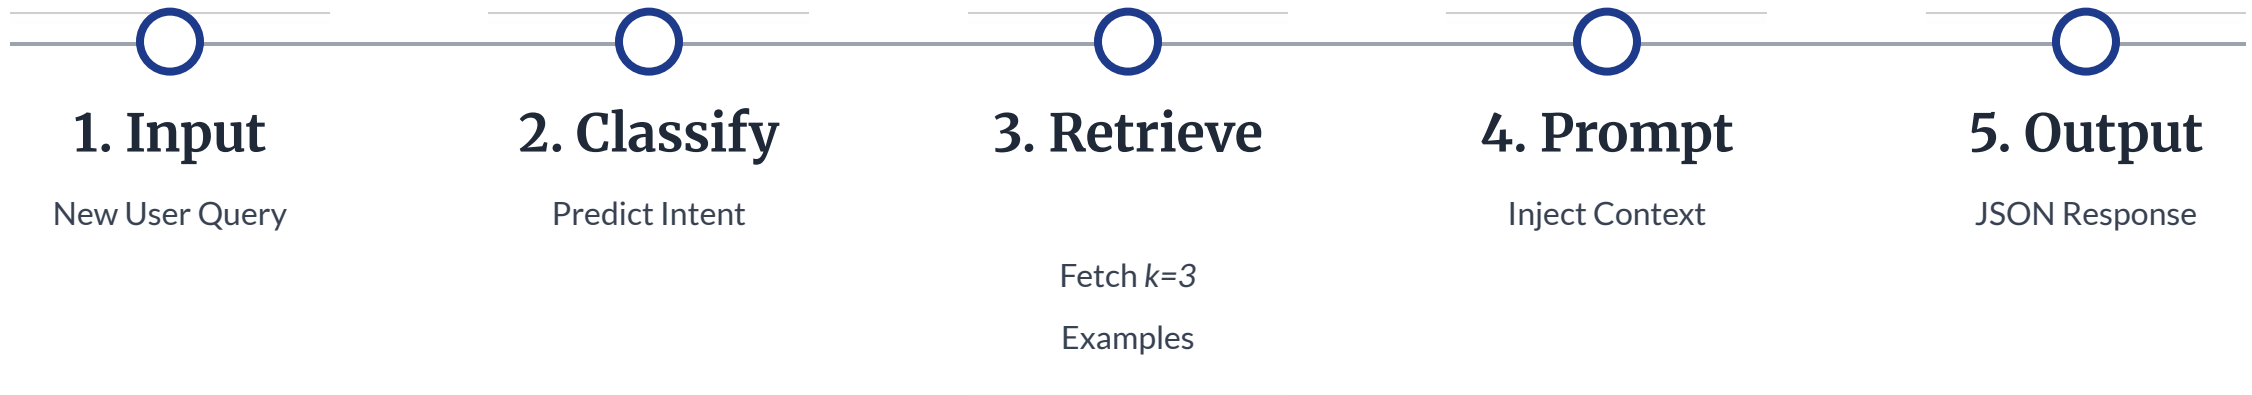 1. Input
New User Query
2. Classify
Predict Intent
3. Retrieve
Fetch k=3
Examples
4. Prompt
Inject Context
5. Output
JSON Response